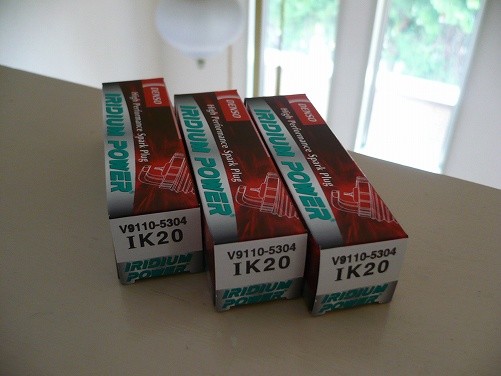 DENSO
High Performance Spark Plug
IRIDIUM POWER
V9110-5304
IK20
IRIDIUM
POWER
DENSO
High Performance Spark Plug
IRIDIUM POWER
V9110-5304
IK20
IRIDIUM
POWER
DENSO
High Performance Spark Plug
IRIDIUM POWER
V9110-5304
IK20
IRIDIUM
POWER